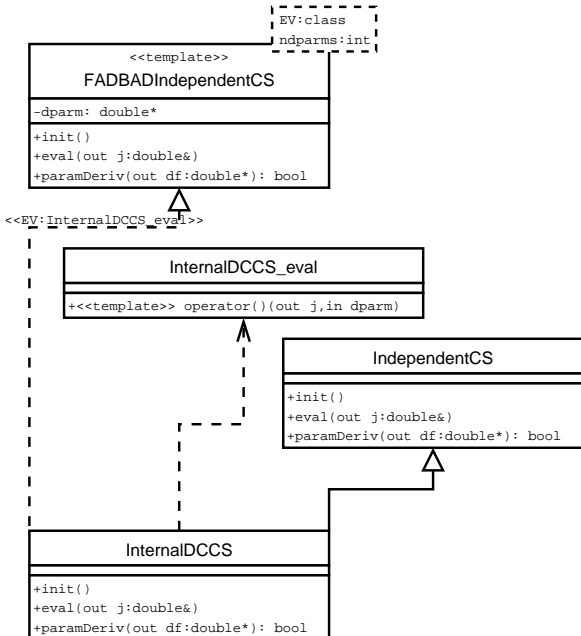 EV:class
ndparms:int
<<template>>
FADBADIndependentCS
-dparm: double*
+init()
+eval(out j:double&)
+paramDeriv(out df:double*): bool
<<EV:InternalDCCS_eval>>
InternalDCCS_eval
+<<template>> operator()(out j,in dparm)
IndependentCS
+init()
+eval(out j:double&)
+paramDeriv(out df:double*): bool
InternalDCCS
+init()
+eval(out j:double&)
+paramDeriv(out df:double*): bool